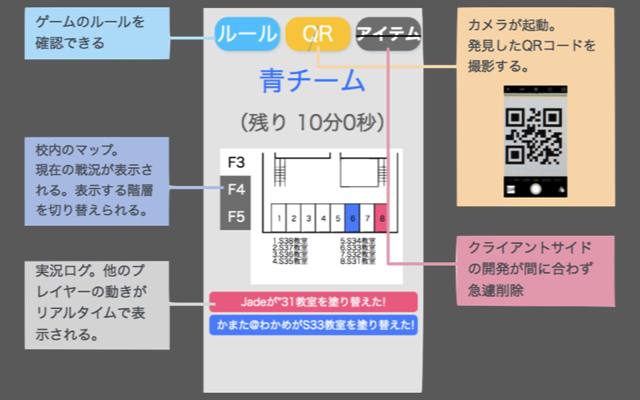 ゲームのルールを
確認できる
ルール
QR
アイテム
カメラが起動。
発見したQRコードを
撮影する。
青チーム
（残り 10分0秒）
校内のマップ。
現在の戦況が表示さ
れる。表示する階層
を切り替えられる。
F3
F4
F5
1 2 3 4 5 6 7 8
1.S38教室
2.S37教室
3.S36教室
4.S35教室
5.S34教室
6.S33教室
7.S32教室
8.S31教室
クライアントサイド
の開発が間に合わず
急遽削除
実況ログ。他のプ
レイヤーの動きが
リアルタイムで表
示される。
Jadeが"31教室を塗り替えた!
かまた@わかめがS33教室を塗り替えた!